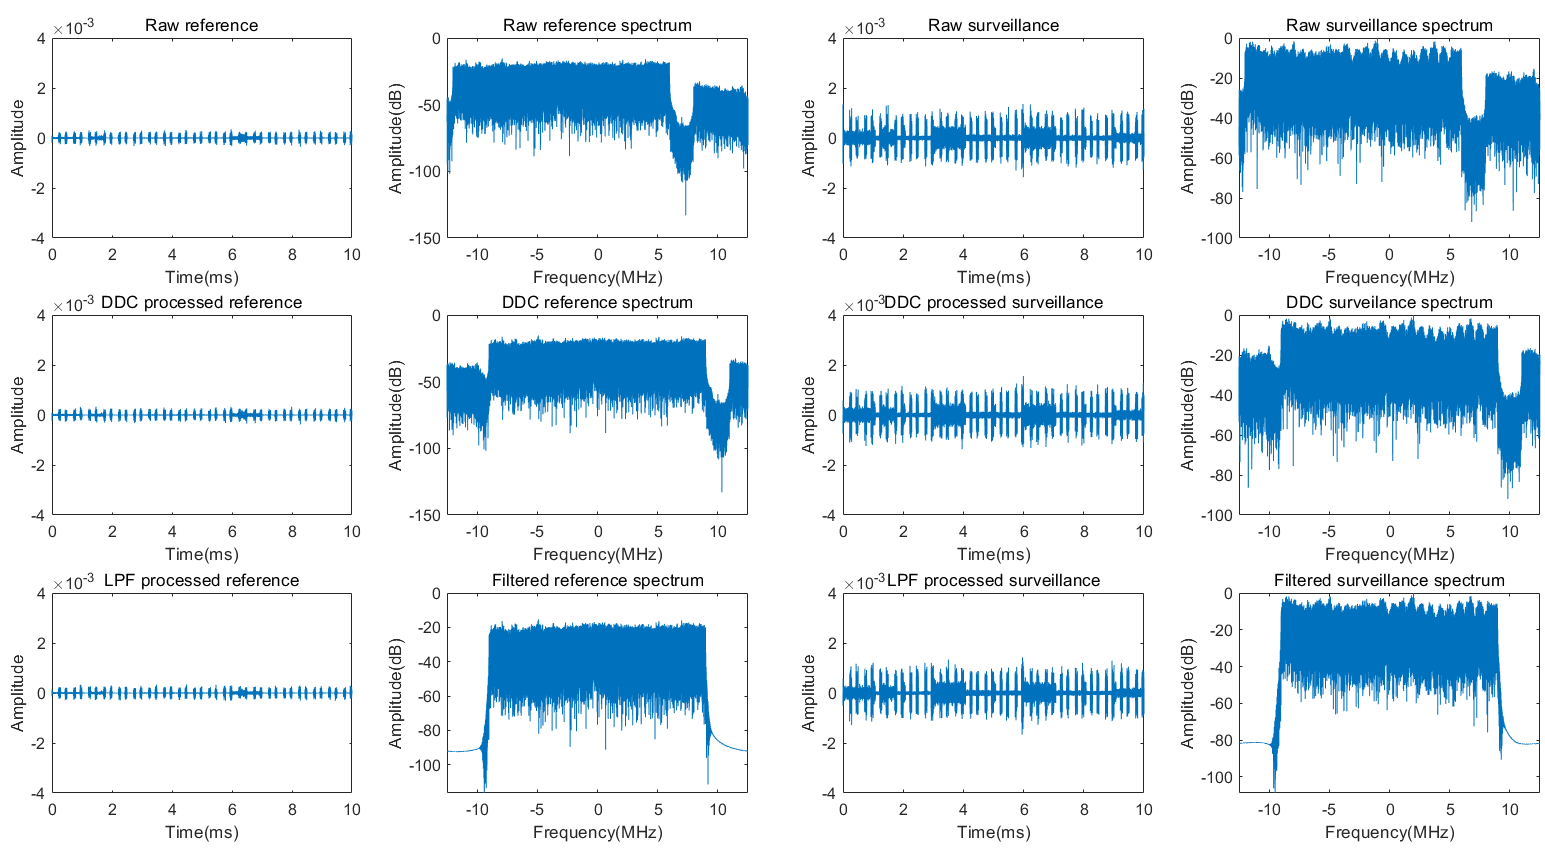 Raw reference
×10-3
4
2
0
-2
-4
Amplitude
0 2 4 6 8 10
Time(ms)
Raw reference spectrum
0
-50
-100
-150
Amplitude(dB)
-10 -5 0 5 10
Frequency(MHz)
Raw surveillance
×10-3
4
2
0
-2
-4
Amplitude
0 2 4 6 8 10
Time(ms)
Raw surveillance spectrum
0
-20
-40
-60
-80
-100
Amplitude(dB)
-10 -5 0 5 10
Frequency(MHz)
DDC processed reference
×10-3
4
2
0
-2
-4
Amplitude
0 2 4 6 8 10
Time(ms)
DDC reference spectrum
0
-50
-100
-150
Amplitude(dB)
-10 -5 0 5 10
Frequency(MHz)
DDC processed surveillance
×10-3
4
2
0
-2
-4
Amplitude
0 2 4 6 8 10
Time(ms)
DDC surveilance spectrum
0
-20
-40
-60
-80
-100
Amplitude(dB)
-10 -5 0 5 10
Frequency(MHz)
LPF processed reference
×10-3
4
2
0
-2
-4
Amplitude
0 2 4 6 8 10
Time(ms)
Filtered reference spectrum
0
-20
-40
-60
-80
-100
Amplitude(dB)
-10 -5 0 5 10
Frequency(MHz)
LPF processed surveillance
×10-3
4
2
0
-2
-4
Amplitude
0 2 4 6 8 10
Time(ms)
Filtered surveillance spectrum
0
-20
-40
-60
-80
-100
Amplitude(dB)
-10 -5 0 5 10
Frequency(MHz)